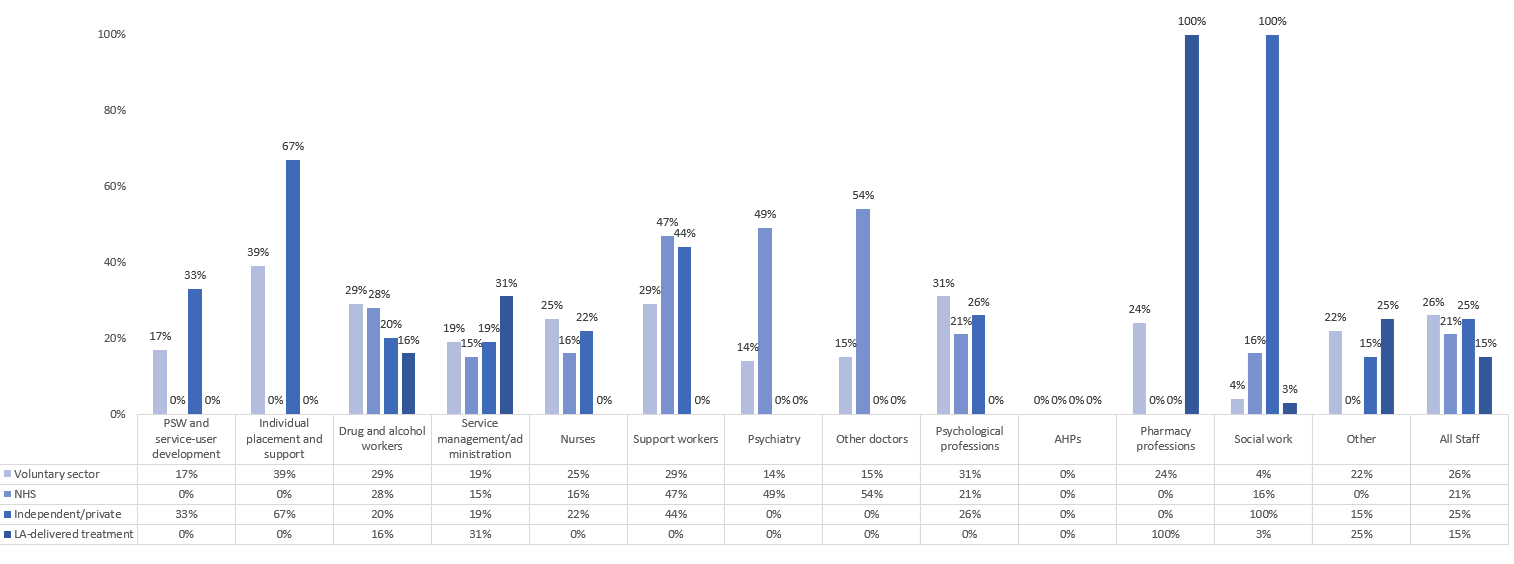 100%
80%
60%
40%
20%
0%
17% 0% 33% 0%
39% 0% 67% 0%
29% 28% 20% 16%
19% 15% 19% 31%
25% 16% 22% 0%
29% 47% 44% 0%
14% 49% 0% 0%
15% 54% 0% 0%
31% 21% 26% 0%
0% 0% 0% 0%
24% 0% 0% 100%
4% 16% 100% 3%
22% 0% 15% 25%
26% 21% 25% 15%
PSW and
service-user
development
Individual
placement and
support
Drug and alcohol
workers
Service
management/ad
ministration
Nurses
Support workers
Psychiatry
Other doctors
Psychological
professions
AHPs
Pharmacy
professions
Social work
Other
All Staff
Voluntary sector 17% 39% 29% 19% 25% 29% 14% 15% 31% 0% 24% 4% 22% 26%
NHS 0% 0% 28% 15% 16% 47% 49% 54% 21% 0% 0% 16% 0% 21%
Independent/private 33% 67% 20% 19% 22% 44% 0% 0% 26% 0% 0% 100% 15% 25%
LA-delivered treatment 0% 0% 16% 31% 0% 0% 0% 0% 0% 0% 100% 3% 25% 15%